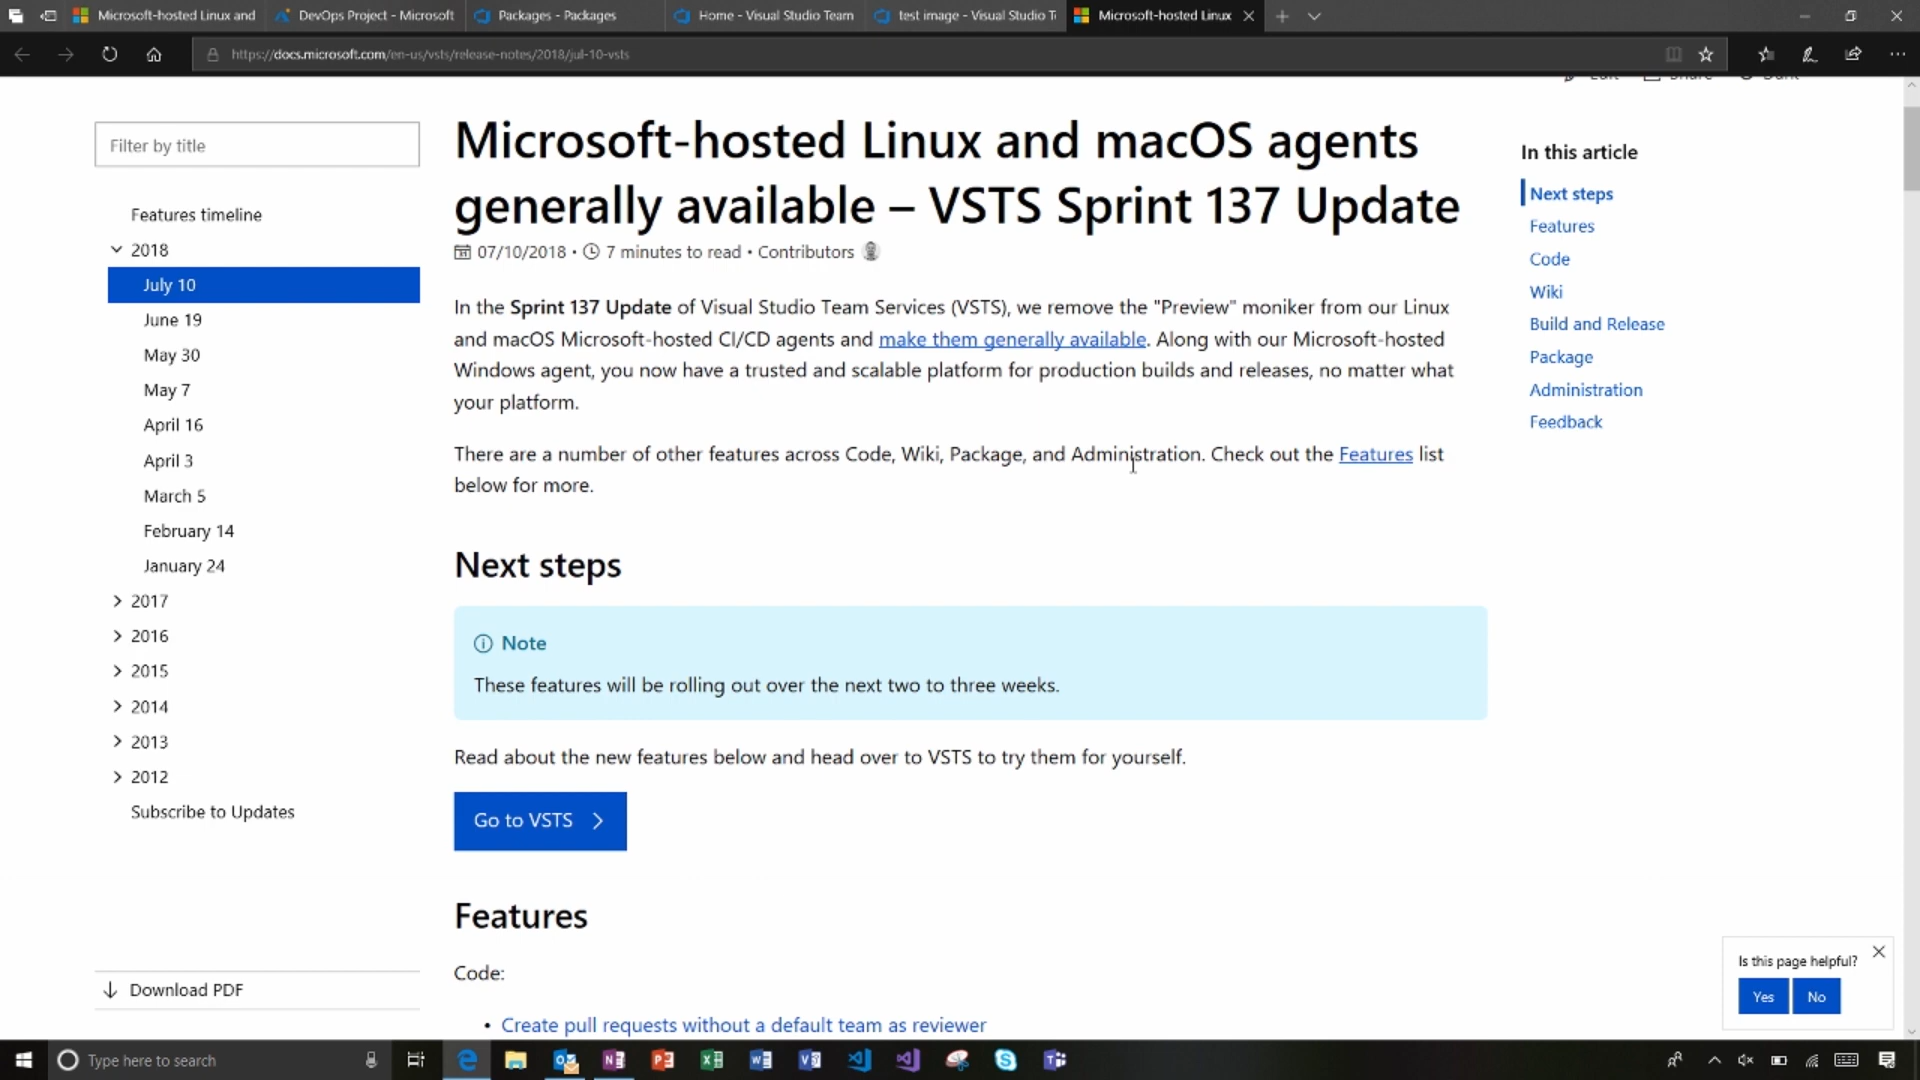 Microsoft-hosted Linux and
DevOps Project - Microsoft
Packages - Packages
Home - Visual Studio Team
test image - Visual Studio T
Microsoft-hosted Linux
https://docs.microsoft.com/en-us/vsts/release-notes/2018/jul-10-vsts
Filter by title
Features timeline
2018
July 10
June 19
May 30
May 7
April 16
April 3
March 5
February 14
January 24
2017
2016
2015
2014
2013
2012
Subscribe to Updates
Download PDF
Edit Share Dark
Microsoft-hosted Linux and macOS agents
generally available – VSTS Sprint 137 Update
07/10/2018 • 7 minutes to read • Contributors
In the Sprint 137 Update of Visual Studio Team Services (VSTS), we remove the "Preview" moniker from our Linux
and macOS Microsoft-hosted CI/CD agents and make them generally available. Along with our Microsoft-hosted
Windows agent, you now have a trusted and scalable platform for production builds and releases, no matter what
your platform.
There are a number of other features across Code, Wiki, Package, and Administration. Check out the Features list
below for more.
Next steps
Note
These features will be rolling out over the next two to three weeks.
Read about the new features below and head over to VSTS to try them for yourself.
Go to VSTS
Features
Code:
• Create pull requests without a default team as reviewer
In this article
Next steps
Features
Code
Wiki
Build and Release
Package
Administration
Feedback
Is this page helpful?
Yes No
Type here to search